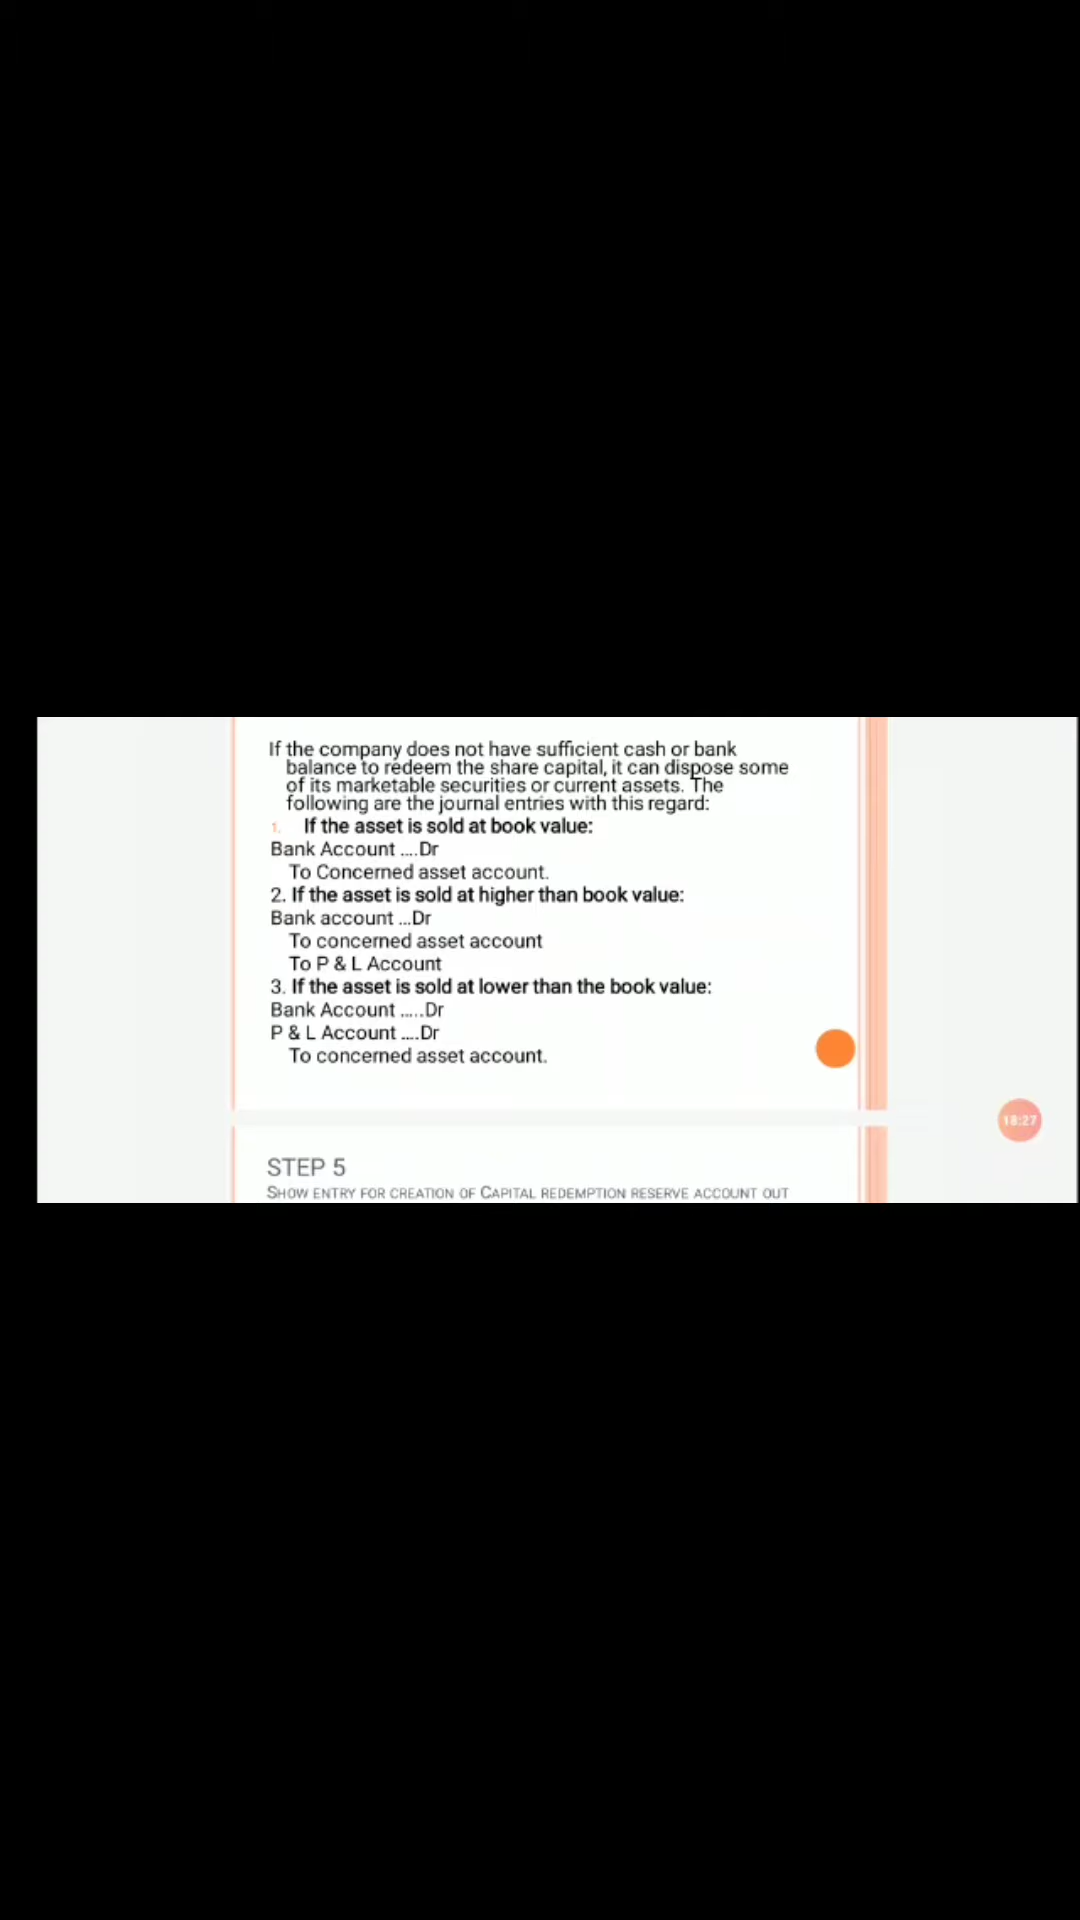 If the company does not have sufficient cash or bank
balance to redeem the share capital, it can dispose some
of its marketable securities or current assets. The
following are the journal entries with this regard:
1. If the asset is sold at book value:
Bank Account ....Dr
To Concerned asset account.
2. If the asset is sold at higher than book value:
Bank account ...Dr
To concerned asset account
To P & L Account
3. If the asset is sold at lower than the book value:
Bank Account .....Dr
P & L Account ....Dr
To concerned asset account.
18:27
STEP 5
SHOW ENTRY FOR CREATION OF CAPITAL REDEMPTION RESERVE ACCOUNT OUT